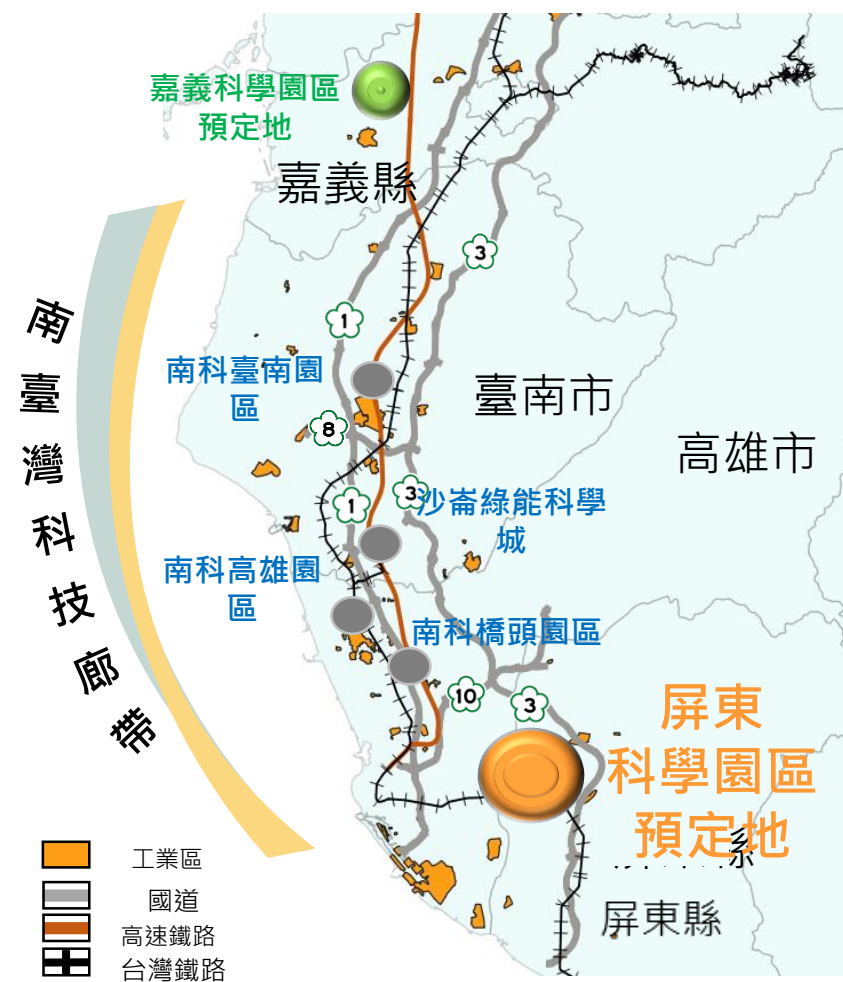 嘉義科學園區
預定地
嘉義縣
3
1
南臺灣科技廊帶
南科臺南園
區
臺南市
8
高雄市
3
1
沙崙綠能科學
城
南科高雄園
區
南科橋頭園區
10
3
屏東
科學園區
預定地
縣
屏東縣
工業區
國道
高速鐵路
台灣鐵路